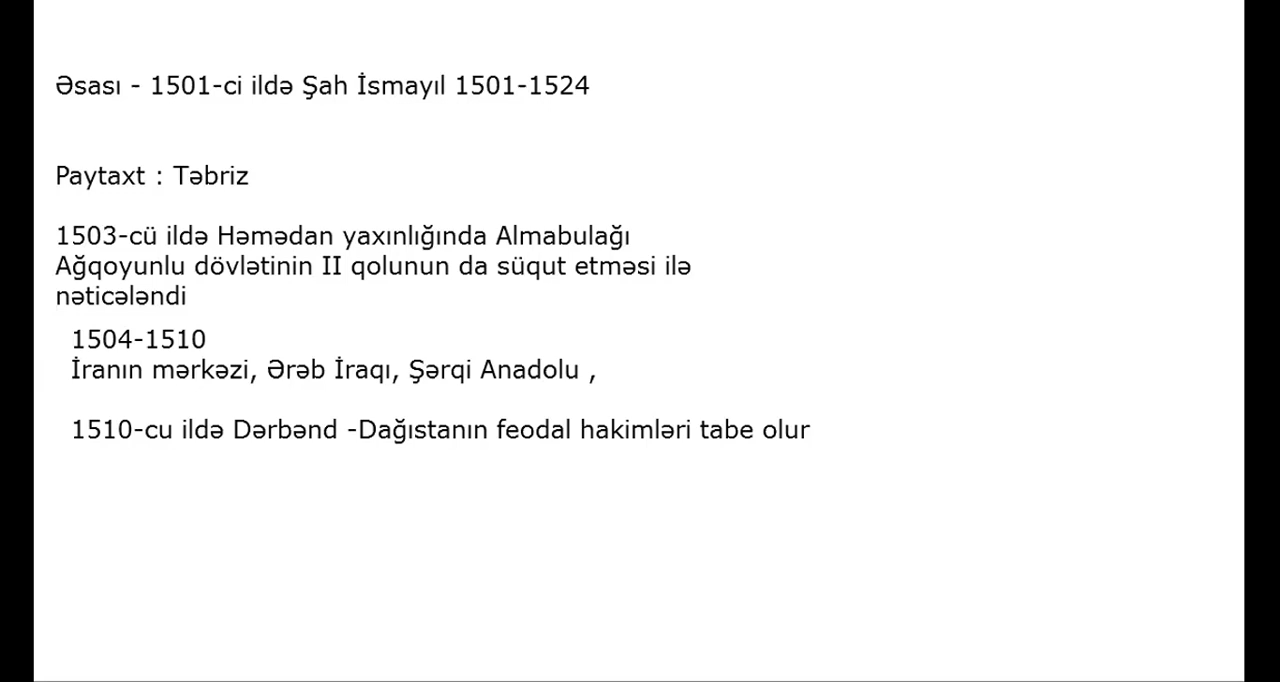 Əsası - 1501-ci ildə Şah İsmayıl 1501-1524
Paytaxt : Təbriz
1503-cü ildə Həmədan yaxınlığında Almabulağı
Ağqoyunlu dövlətinin II qolunun da süqut etməsi ilə
nəticələndi
1504-1510
İranın mərkəzi, Ərəb İraqı, Şərqi Anadolu ,
1510-cu ildə Dərbənd -Dağıstanın feodal hakimləri tabe olur